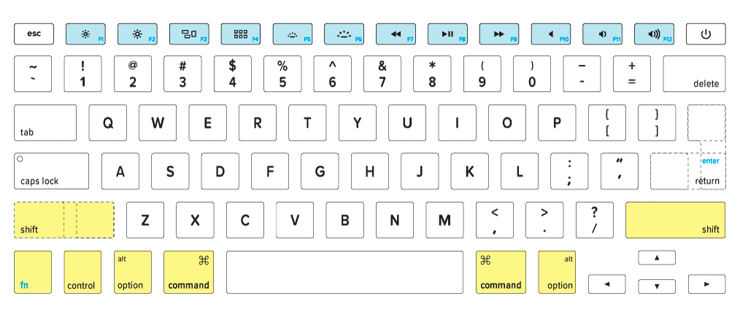 esc F1 F2 F3 F4 F5 F6 F7 F8 F9 F10 F11 F12
~ ! @ # $ % ^ & * ( ) – +
` 1 2 3 4 5 6 7 8 9 0 - = delete
tab Q W E R T Y U I O P { [ } ]
caps lock A S D F G H J K L : ; " ' enter return
shift Z X C V B N M < , > . ? / shift
alt ⌘ ⌘ alt
fn control option command command option